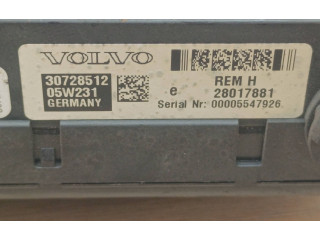 VOLVO
30728512
05W231
GERMANY
REM H
e 28017881
Serial Nr: 00005547926